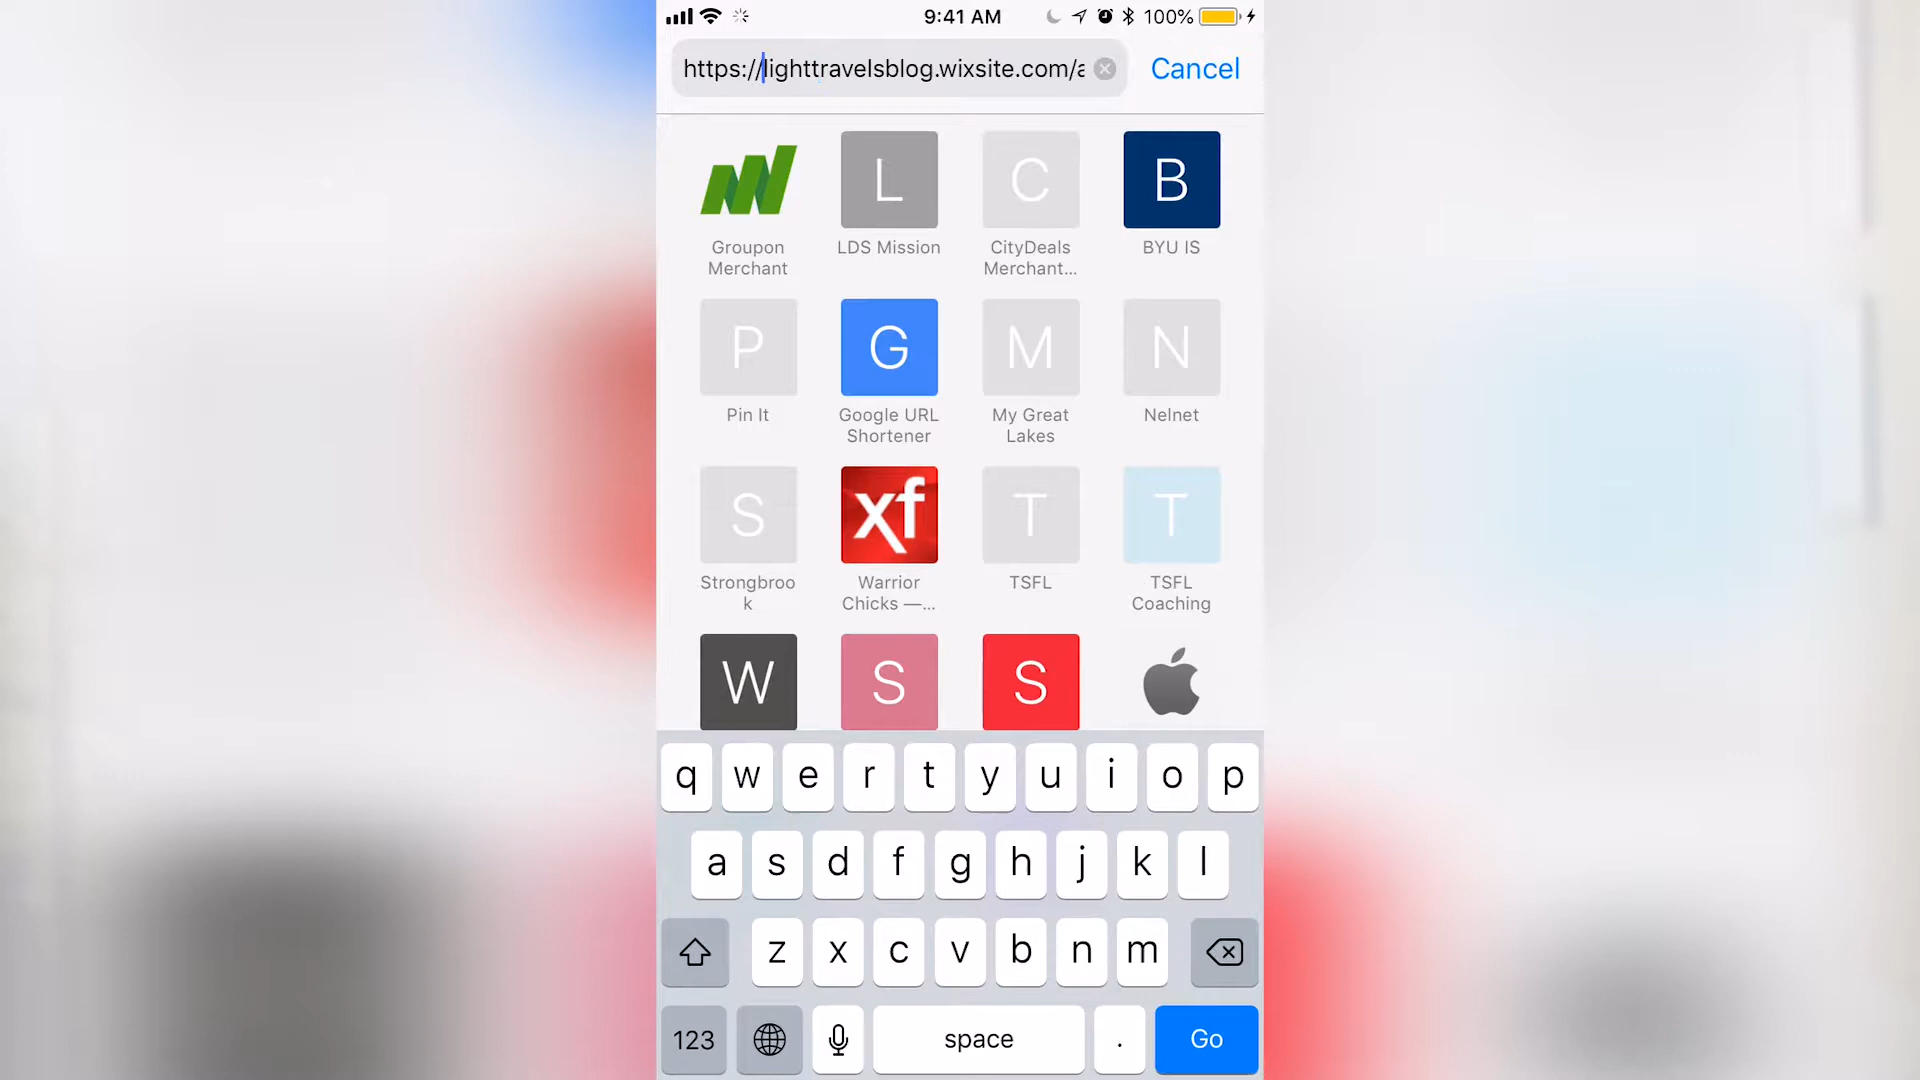 9:41 AM 100%
https://lighttravelsblog.wixsite.com/a Cancel
L C B
Groupon Merchant
LDS Mission
CityDeals Merchant...
BYU IS
P G M N
Pin It
Google URL Shortener
My Great Lakes
Nelnet
S xf T T
Strongbroo
k
Warrior Chicks —...
TSFL
TSFL Coaching
W S S
q w e r t y u i o p
a s d f g h j k l
z x c v b n m
123 space . Go